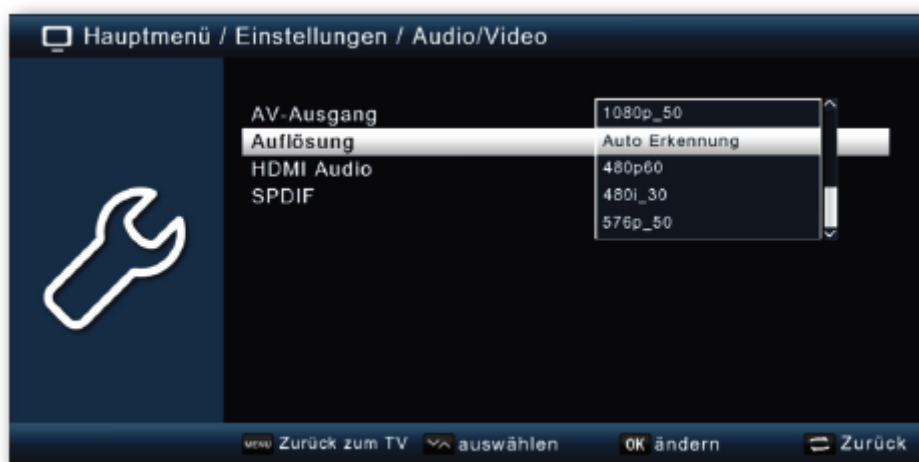 Hauptmenü / Einstellungen / Audio/Video
AV-Ausgang
1080p_50
Auflösung
Auto Erkennung
HDMI Audio
480p60
SPDIF
480i_30
576p_50
MENU Zurück zum TV auswählen OK ändern Zurück